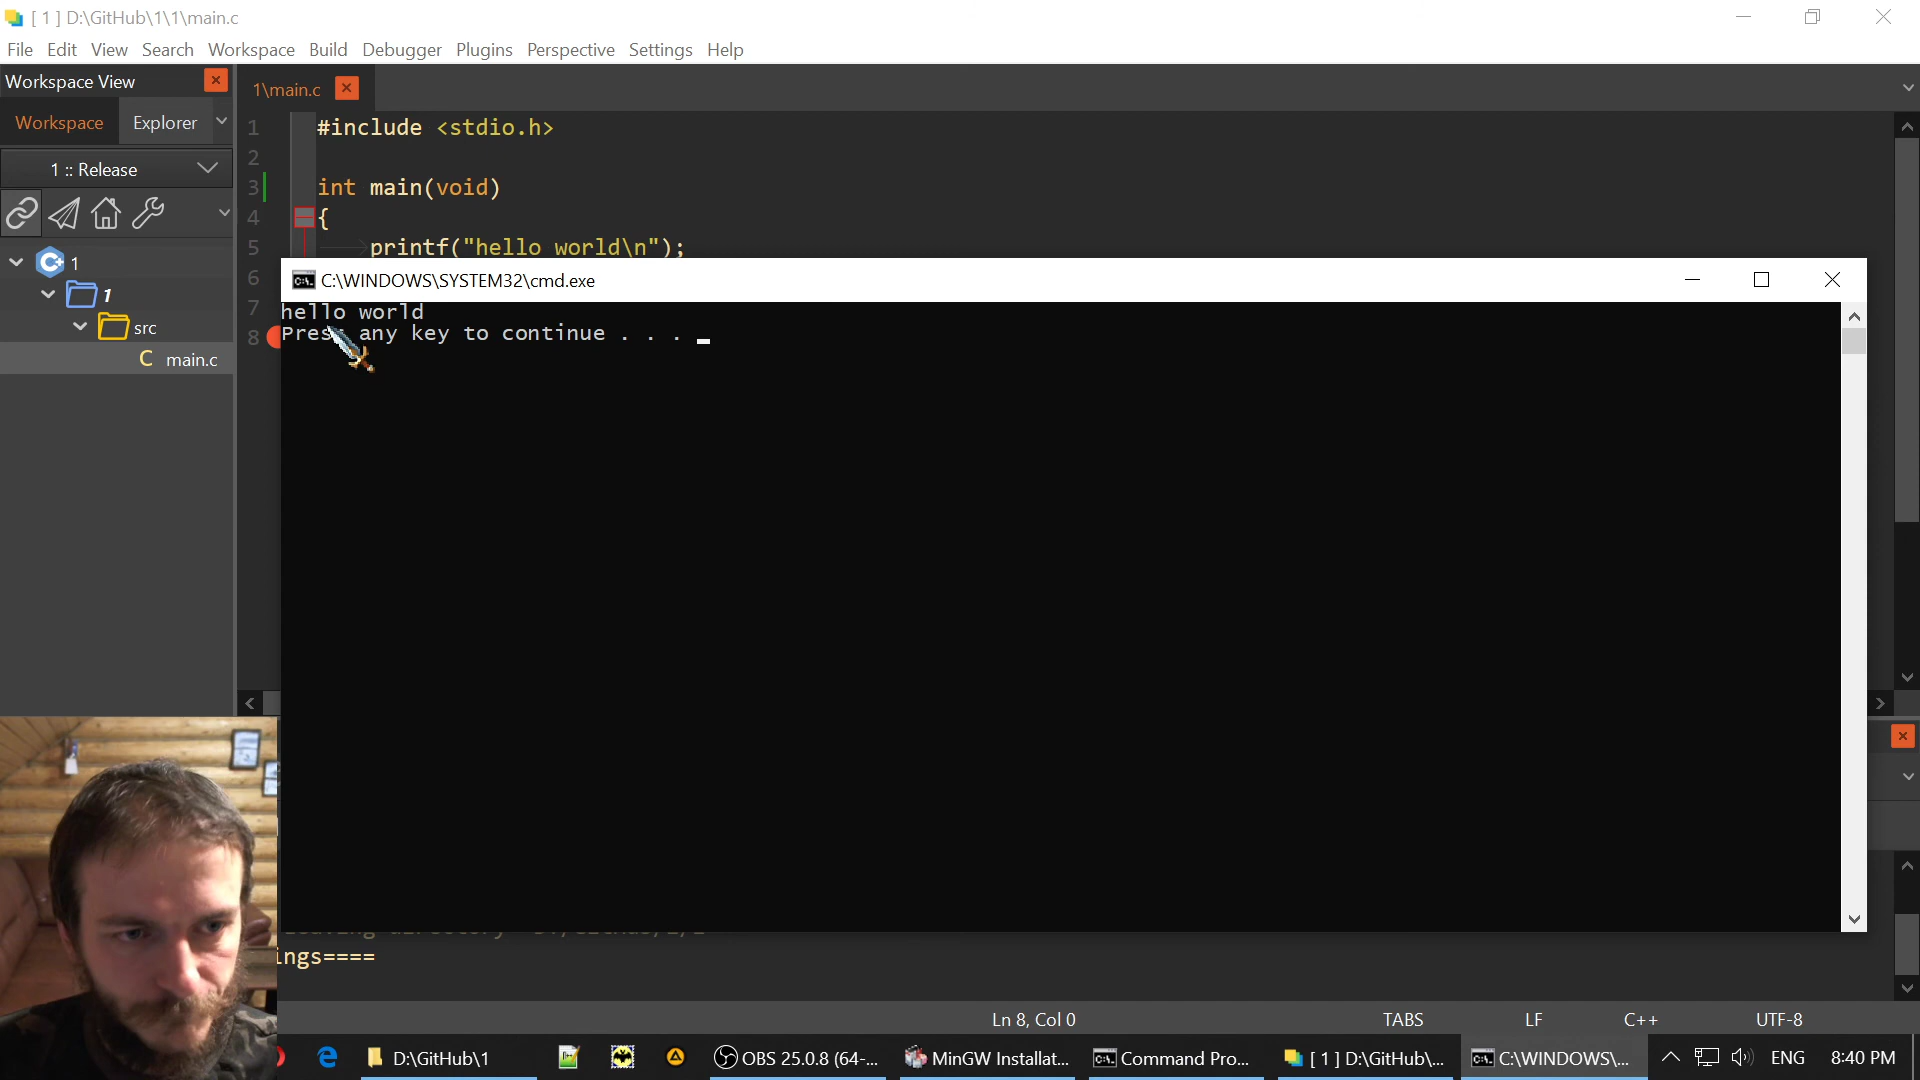 [ 1 ] D:\GitHub\1\1\main.c
File Edit View Search Workspace Build Debugger Plugins Perspective Settings Help
Workspace View
1\main.c
Workspace Explorer
1 :: Release
1
1
src
C main.c
1 #include <stdio.h>
2
3 int main(void)
4 {
5 printf("hello world\n");
6
7
8
C:\WINDOWS\SYSTEM32\cmd.exe
hello world
Press any key to continue . . .
ings====
Ln 8, Col 0 TABS LF C++ UTF-8
D:\GitHub\1 OBS 25.0.8 (64-... MinGW Installat... Command Pro... [ 1 ] D:\GitHub\... C:\WINDOWS\... ENG 8:40 PM